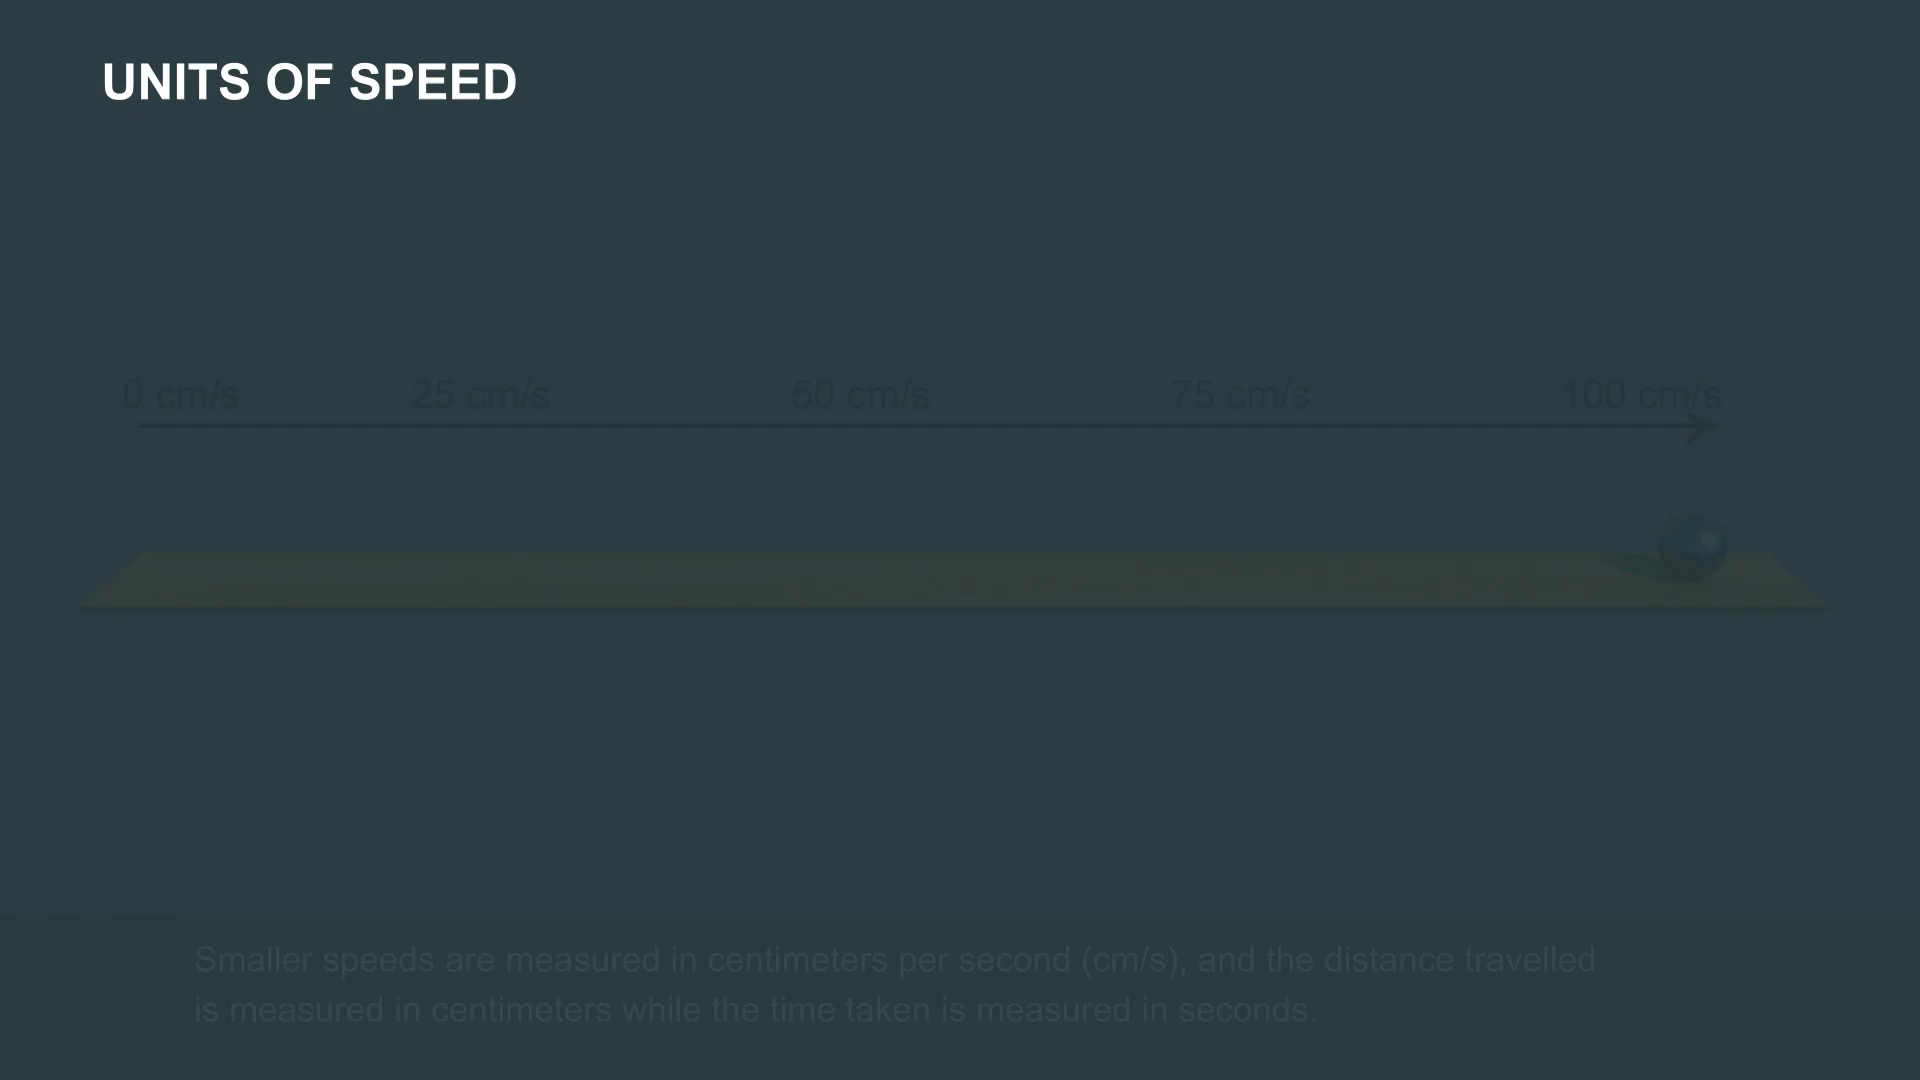 UNITS OF SPEED
0 cm/s 25 cm/s 50 cm/s 75 cm/s 100 cm/s
Smaller speeds are measured in centimeters per second (cm/s), and the distance travelled
is measured in centimeters while the time taken is measured in seconds.